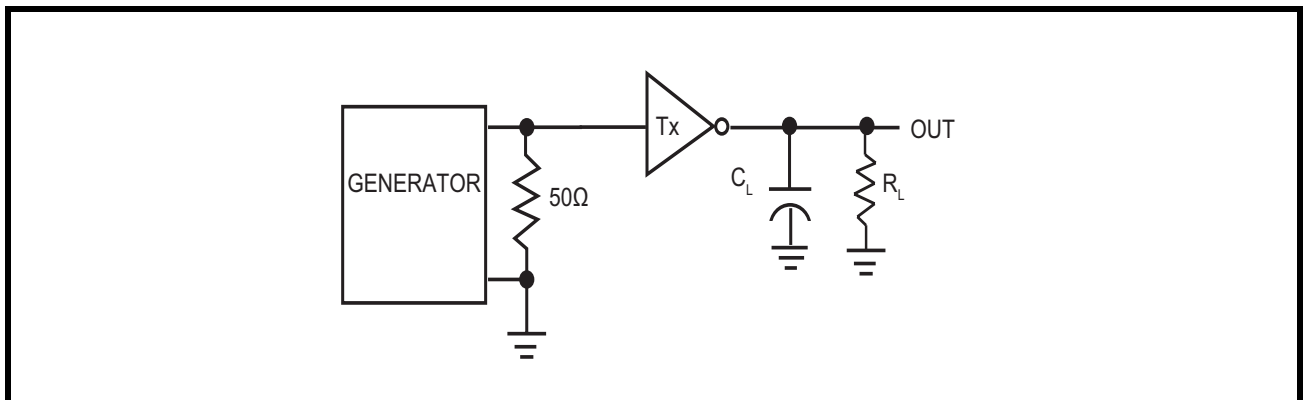 GENERATOR
50Ω
Tx
C_L
R_L
OUT